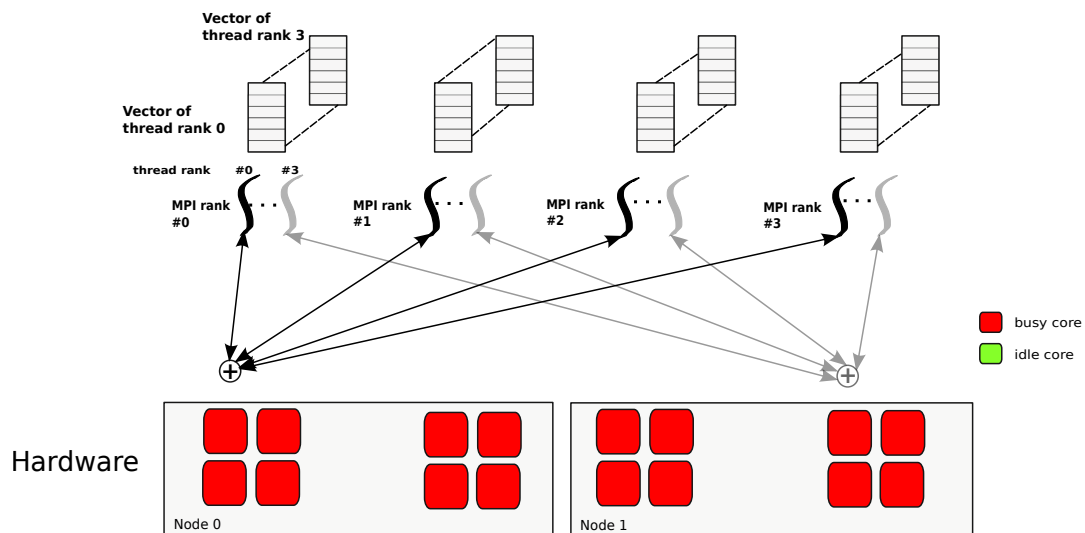 Vector of
thread rank 3
Vector of
thread rank 0
thread rank #0 #3
MPI rank
#0
MPI rank
#1
MPI rank
#2
MPI rank
#3
busy core
idle core
Hardware
Node 0
Node 1